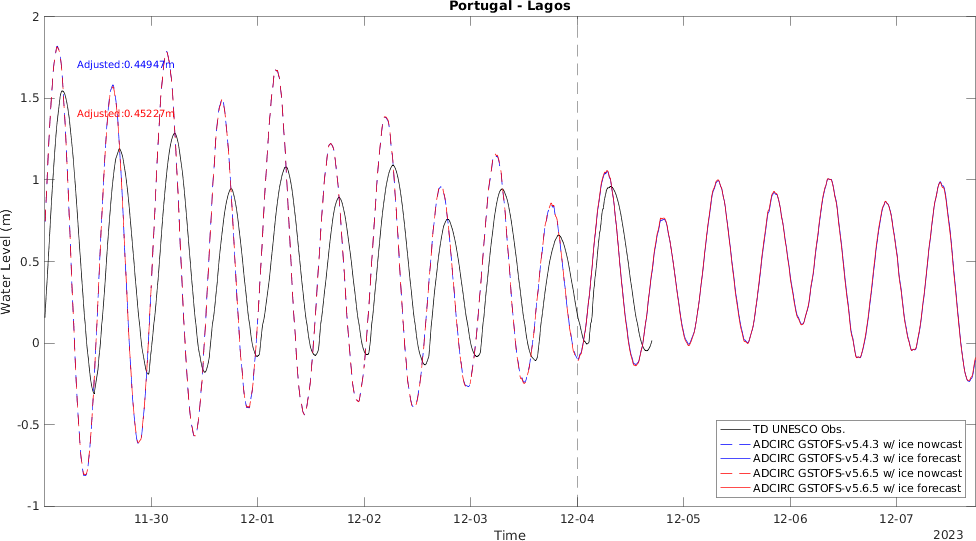 Portugal - Lagos
2
Adjusted:0.44947m
1.5
Adjusted:0.45227m
1
0.5
0
-0.5
-1
Water Level (m)
TD UNESCO Obs.
ADCIRC GSTOFS-v5.4.3 w/ ice nowcast
ADCIRC GSTOFS-v5.4.3 w/ ice forecast
ADCIRC GSTOFS-v5.6.5 w/ ice nowcast
ADCIRC GSTOFS-v5.6.5 w/ ice forecast
11-30 12-01 12-02 12-03 12-04 12-05 12-06 12-07
Time
2023